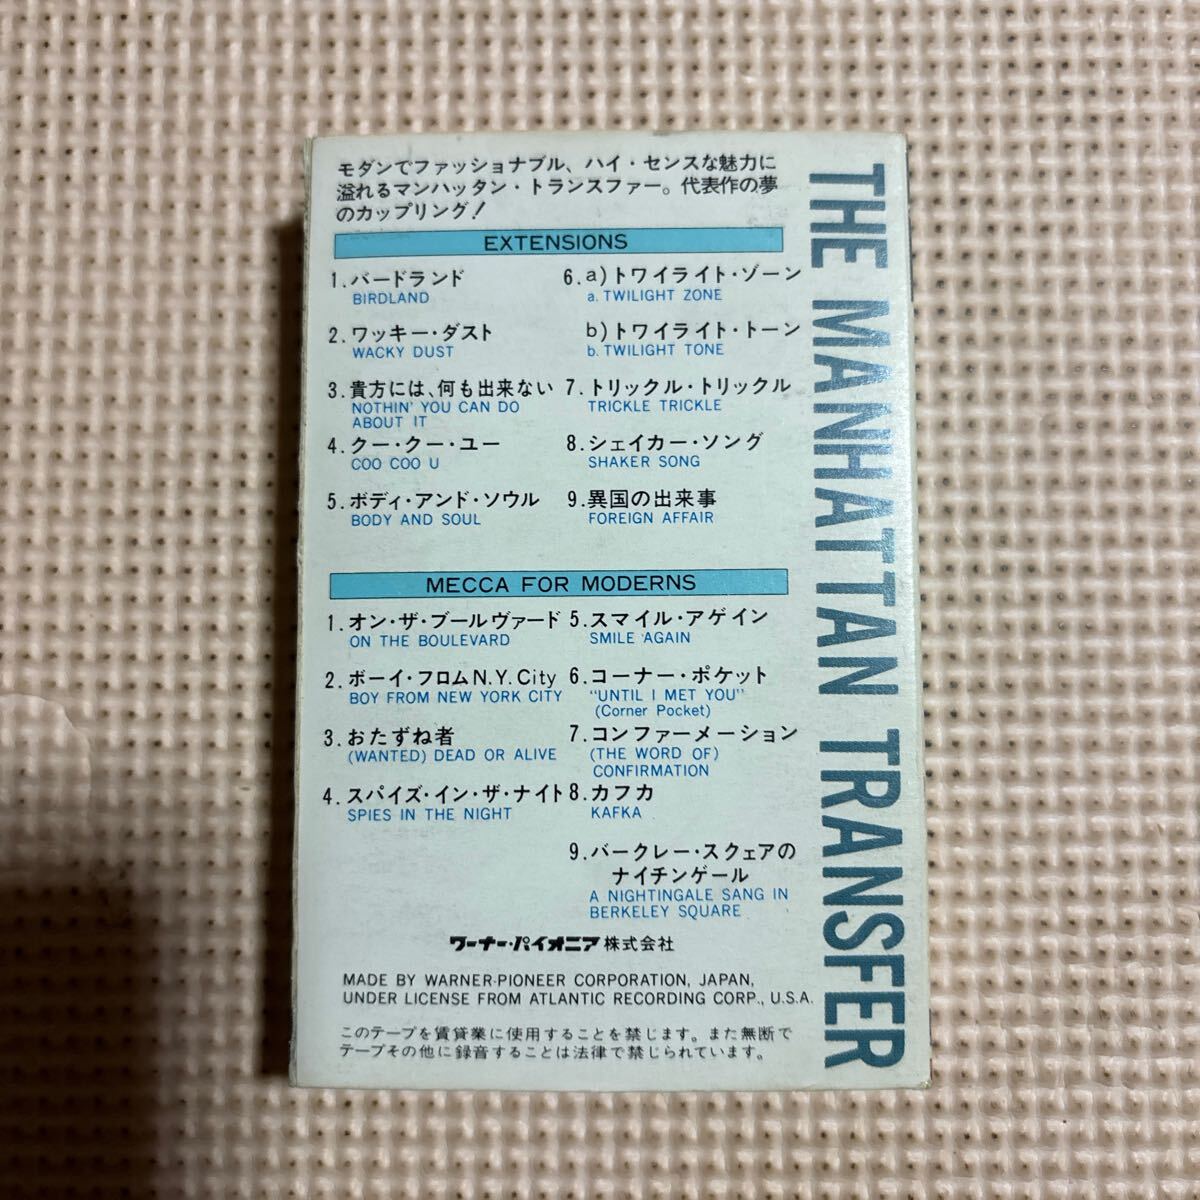 モダンでファッショナブル、ハイ・センスな魅力に
溢れるマンハッタン・トランスファー。代表作の夢
のカップリング!
EXTENSIONS
1.バードランド
BIRDLAND
2.ワッキー・ダスト
WACKY DUST
3.貴方には、何も出来ない
NOTHIN' YOU CAN DO
ABOUT IT
4.クー・クー・ユー
COO COO U
5.ボディ・アンド・ソウル
BODY AND SOUL
6.a)トワイライト・ゾーン
a. TWILIGHT ZONE
b)トワイライト・トーン
b. TWILIGHT TONE
7.トリックル・トリックル
TRICKLE TRICKLE
8.シェイカー・ソング
SHAKER SONG
9.異国の出来事
FOREIGN AFFAIR
MECCA FOR MODERNS
1.オン・ザ・ブールヴァード
ON THE BOULEVARD
2.ボーイ・フロムN.Y.City
BOY FROM NEW YORK CITY
3.おたずね者
(WANTED) DEAD OR ALIVE
4.スパイズ・イン・ザ・ナイト
SPIES IN THE NIGHT
5.スマイル・アゲイン
SMILE AGAIN
6.コーナー・ポケット
"UNTIL I MET YOU"
(Corner Pocket)
7.コンファーメーション
(THE WORD OF)
CONFIRMATION
8.カフカ
KAFKA
9.バークレー・スクェアの
ナイチンゲール
A NIGHTINGALE SANG IN
BERKELEY SQUARE
ワーナー・パイオニア株式会社
MADE BY WARNER-PIONEER CORPORATION, JAPAN,
UNDER LICENSE FROM ATLANTIC RECORDING CORP., U.S.A.
このテープを賃貸業に使用することを禁じます。また無断で
テープその他に録音することは法律で禁じられています。
THE MANHATTAN TRANSFER